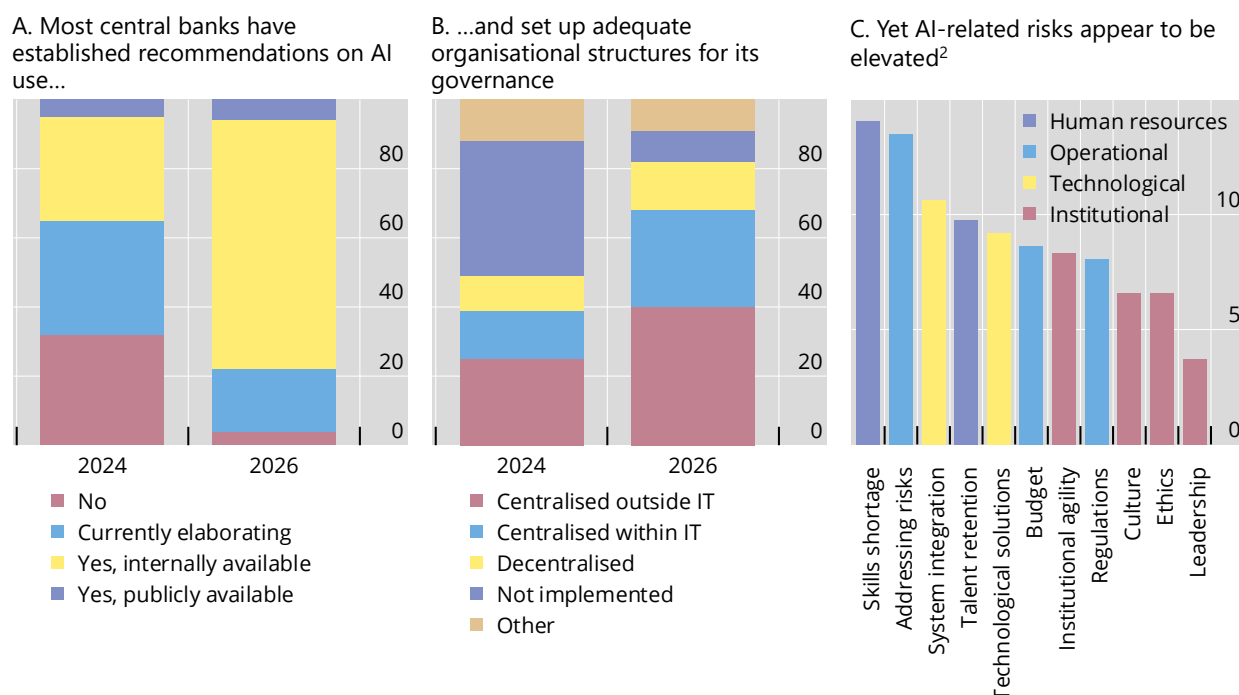 A. Most central banks have
established recommendations on AI
use...
80
60
40
20
0
2024 2026
No
Currently elaborating
Yes, internally available
Yes, publicly available
B. ...and set up adequate
organisational structures for its
governance
80
60
40
20
0
2024 2026
Centralised outside IT
Centralised within IT
Decentralised
Not implemented
Other
C. Yet AI-related risks appear to be
elevated2
Human resources
Operational
Technological
Institutional
10
5
0
Skills shortage
Addressing risks
System integration
Talent retention
Technological solutions
Budget
Institutional agility
Regulations
Culture
Ethics
Leadership